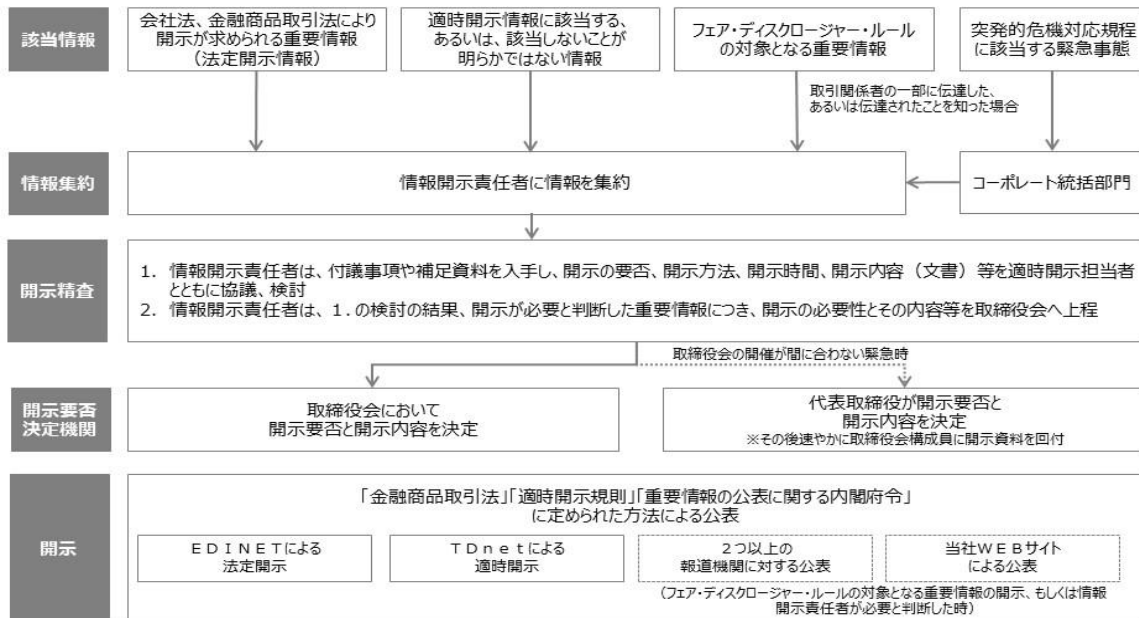 該当情報
会社法、金融商品取引法により
開示が求められる重要情報
（法定開示情報）
適時開示情報に該当する、
あるいは、該当しないことが
明らかではない情報
フェア・ディスクロージャー・ルール
の対象となる重要情報
突発的危機対応規程
に該当する緊急事態
取引関係者の一部に伝達した、
あるいは伝達されたことを知った場合
情報集約
情報開示責任者に情報を集約
コーポレート統括部門
開示精査
1. 情報開示責任者は、付議事項や補足資料を入手し、開示の要否、開示方法、開示時間、開示内容（文書）等を適時開示担当者
とともに協議、検討
2. 情報開示責任者は、１.の検討の結果、開示が必要と判断した重要情報につき、開示の必要性とその内容等を取締役会へ上程
取締役会の開催が間に合わない緊急時
開示要否
決定機関
取締役会において
開示要否と開示内容を決定
代表取締役が開示要否と
開示内容を決定
※その後速やかに取締役会構成員に開示資料を回付
開示
「金融商品取引法」「適時開示規則」「重要情報の公表に関する内閣府令」
に定められた方法による公表
ＥＤＩＮＥＴによる
法定開示
ＴＤｎｅｔによる
適時開示
２つ以上の
報道機関に対する公表
当社ＷＥＢサイト
による公表
（フェア・ディスクロージャー・ルールの対象となる重要情報の開示、もしくは情報
開示責任者が必要と判断した時）